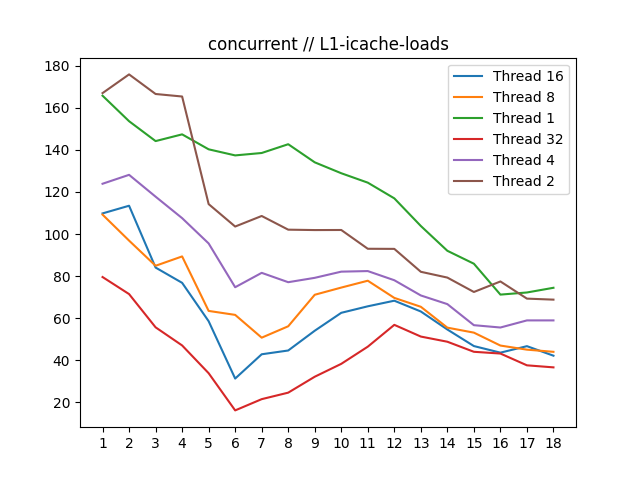 concurrent // L1-icache-loads
180
160
140
120
100
80
60
40
20
1 2 3 4 5 6 7 8 9 10 11 12 13 14 15 16 17 18
Thread 16
Thread 8
Thread 1
Thread 32
Thread 4
Thread 2